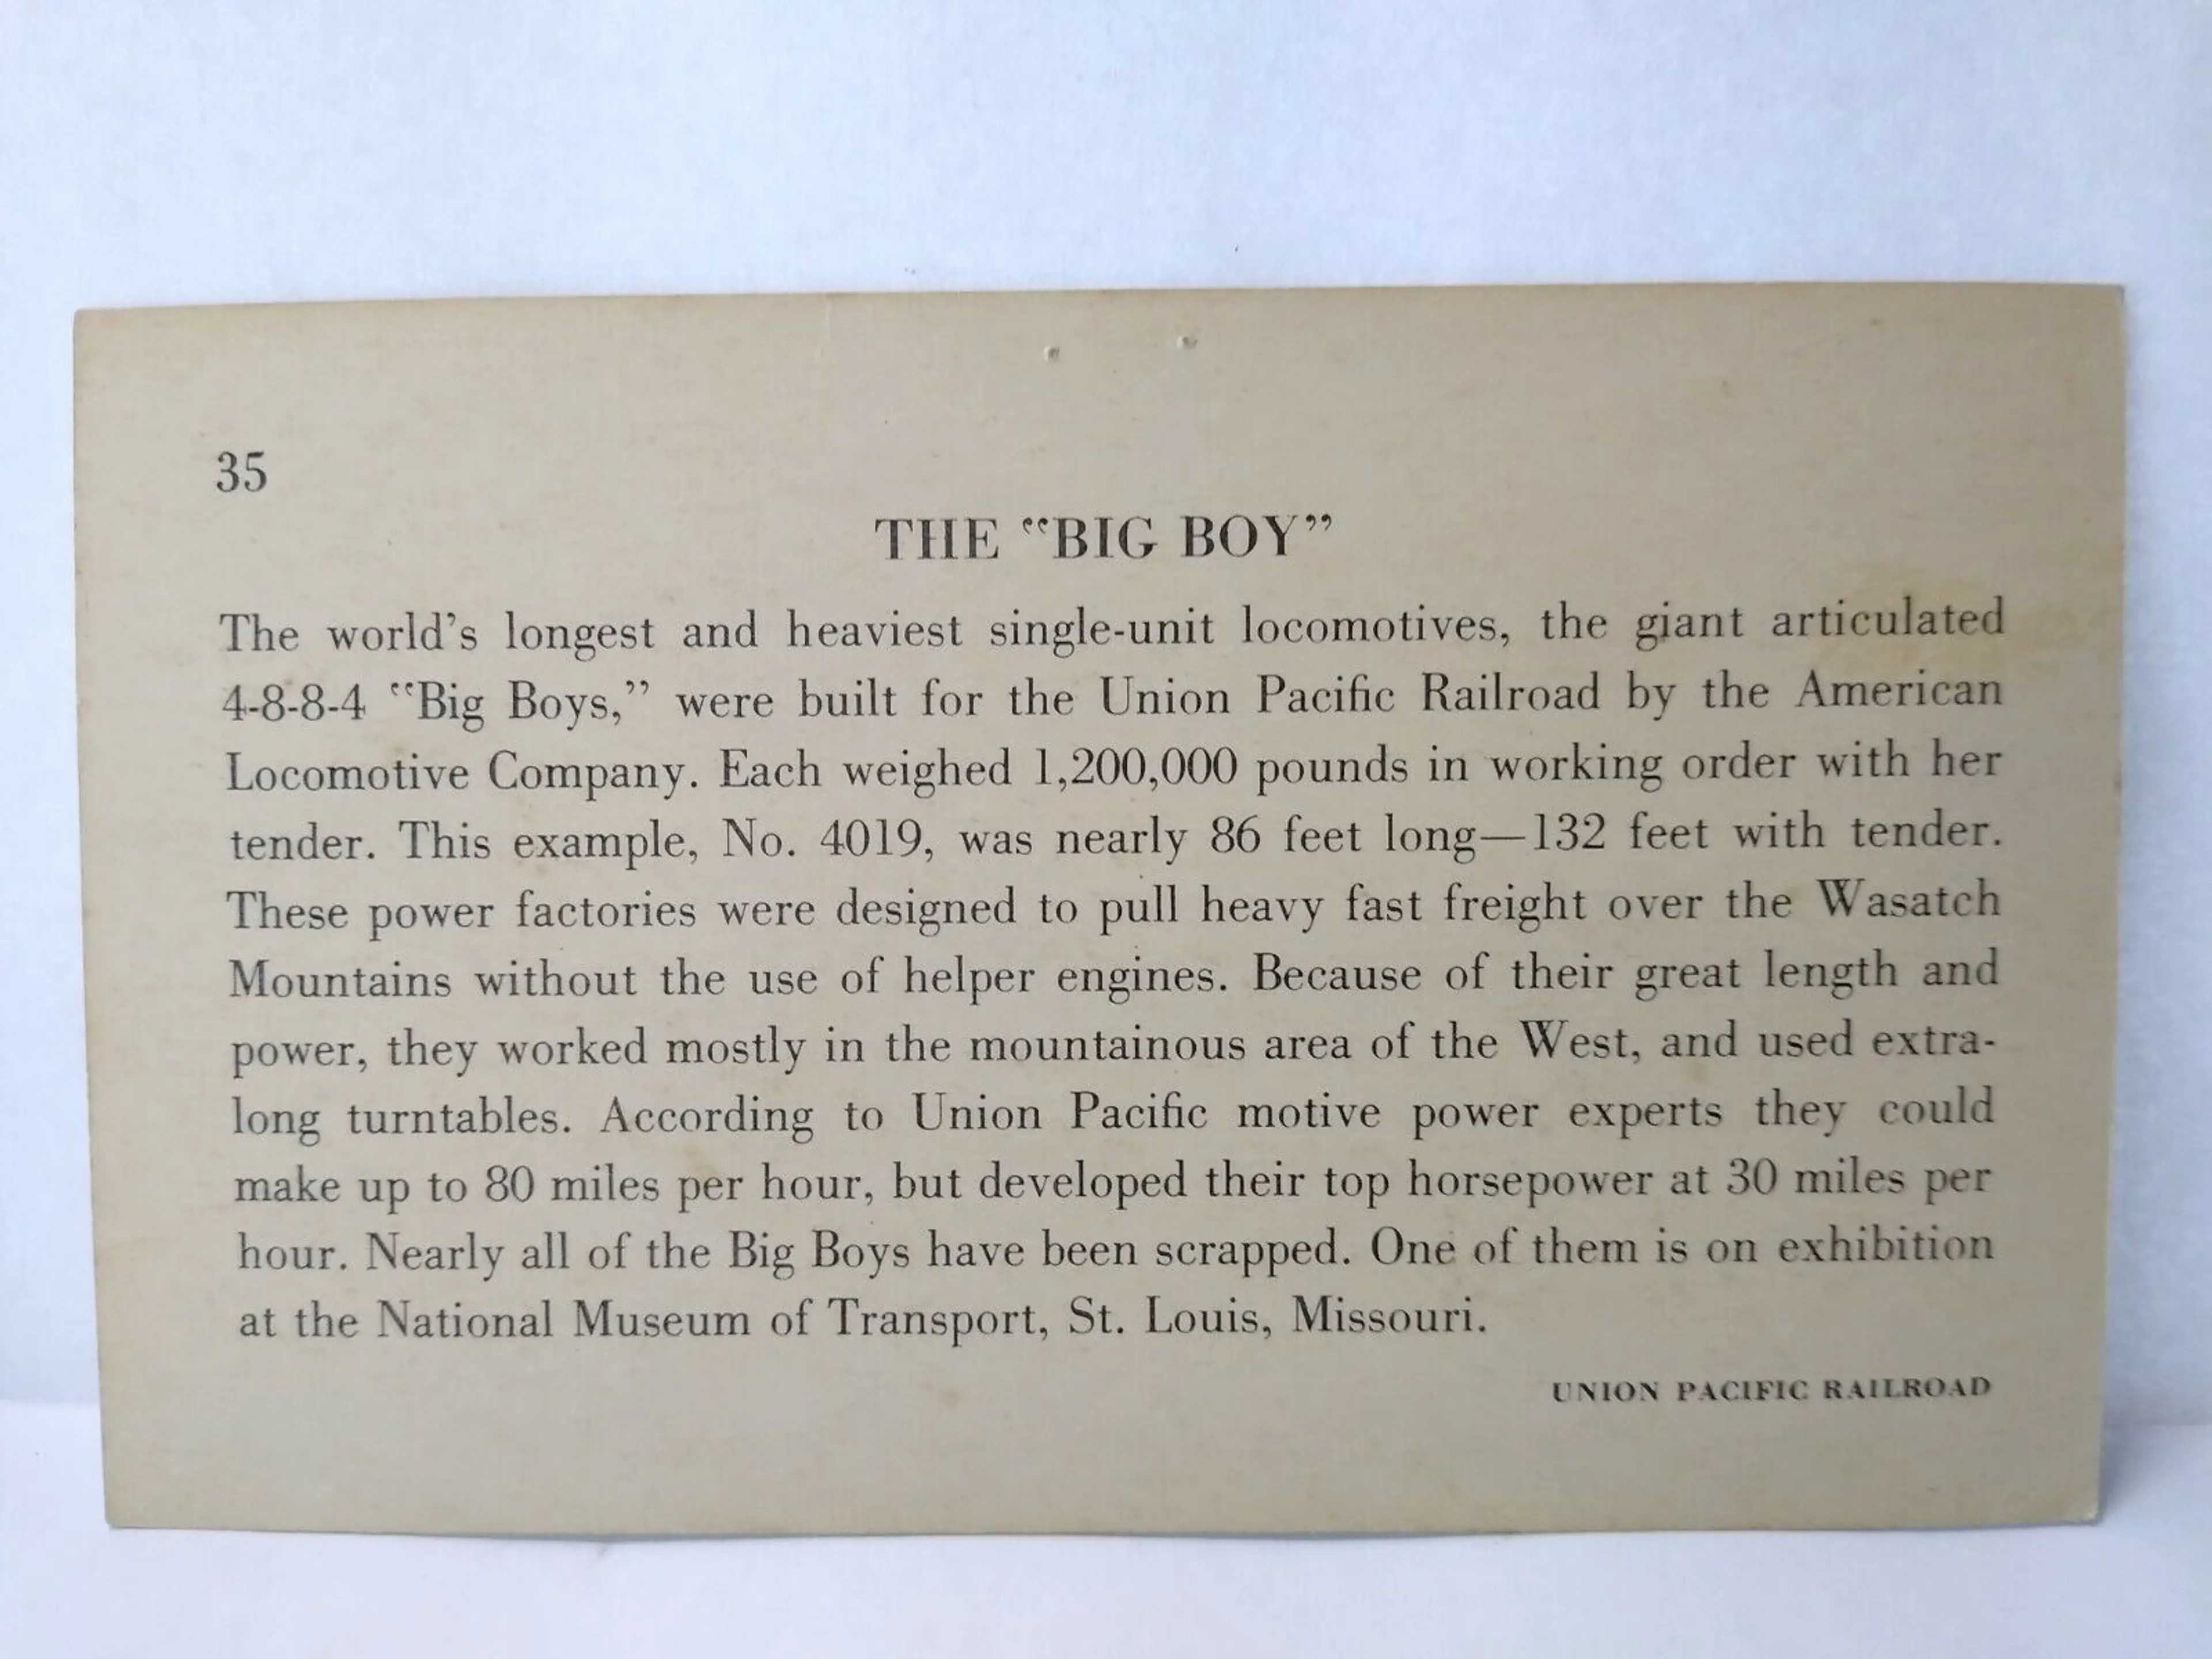 35
THE "BIG BOY"
The world's longest and heaviest single-unit locomotives, the giant articulated
4-8-8-4 "Big Boys," were built for the Union Pacific Railroad by the American
Locomotive Company. Each weighed 1,200,000 pounds in working order with her
tender. This example, No. 4019, was nearly 86 feet long—132 feet with tender.
These power factories were designed to pull heavy fast freight over the Wasatch
Mountains without the use of helper engines. Because of their great length and
power, they worked mostly in the mountainous area of the West, and used extra-
long turntables. According to Union Pacific motive power experts they could
make up to 80 miles per hour, but developed their top horsepower at 30 miles per
hour. Nearly all of the Big Boys have been scrapped. One of them is on exhibition
at the National Museum of Transport, St. Louis, Missouri.
UNION PACIFIC RAILROAD